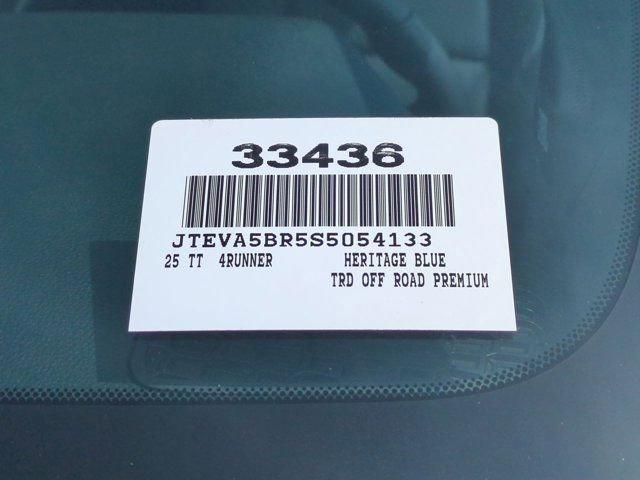 33436
JTEVA5BR5S5054133
25 TT 4RUNNER HERITAGE BLUE
TRD OFF ROAD PREMIUM